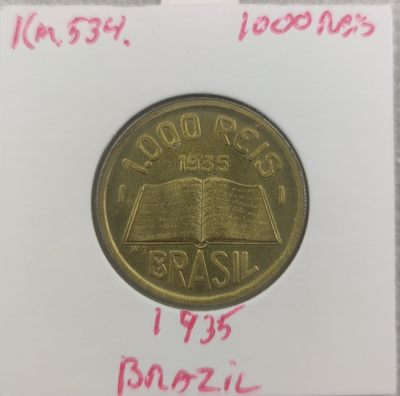 Km.534. 1000 Reis
1.000 RÉIS
1935
BRASIL
1935
BRAZIL